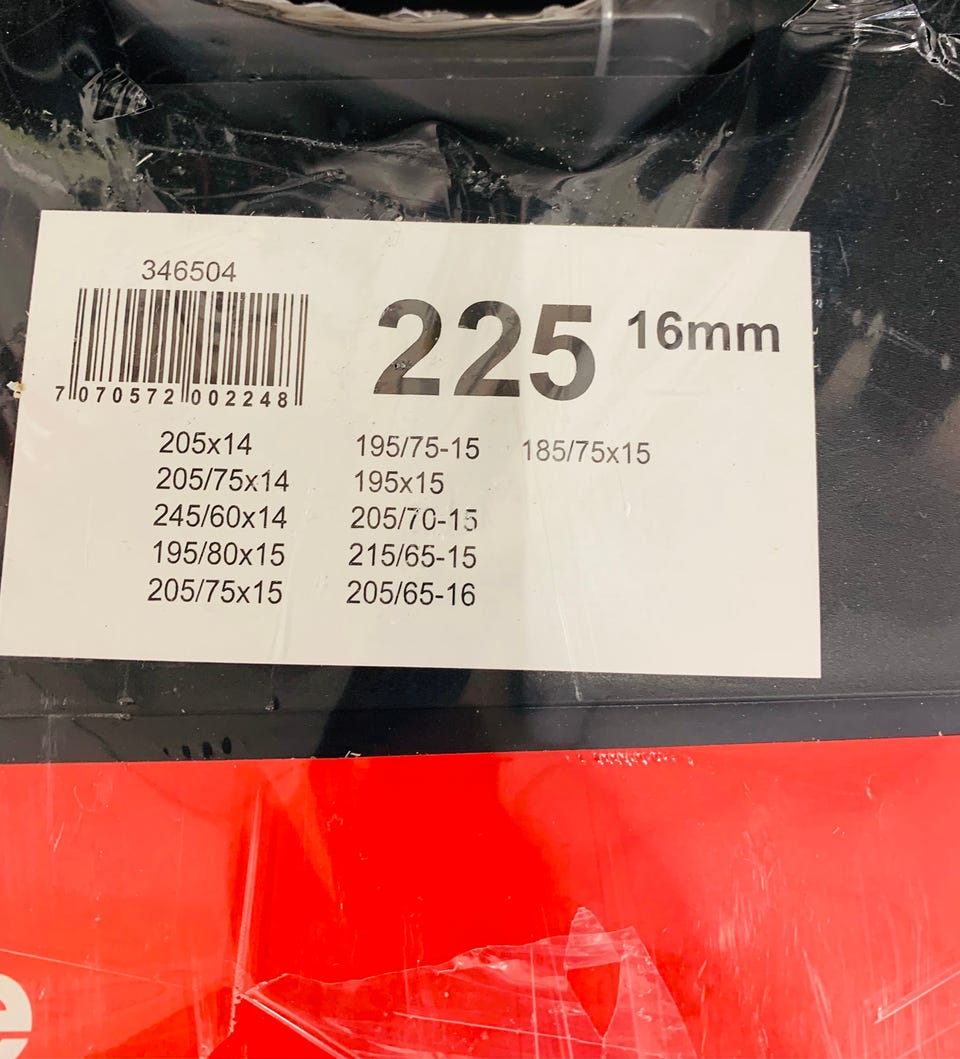 346504
7 070572 002248
225 16mm
205x14
205/75x14
245/60x14
195/80x15
205/75x15
195/75-15
195x15
205/70-15
215/65-15
205/65-16
185/75x15
e